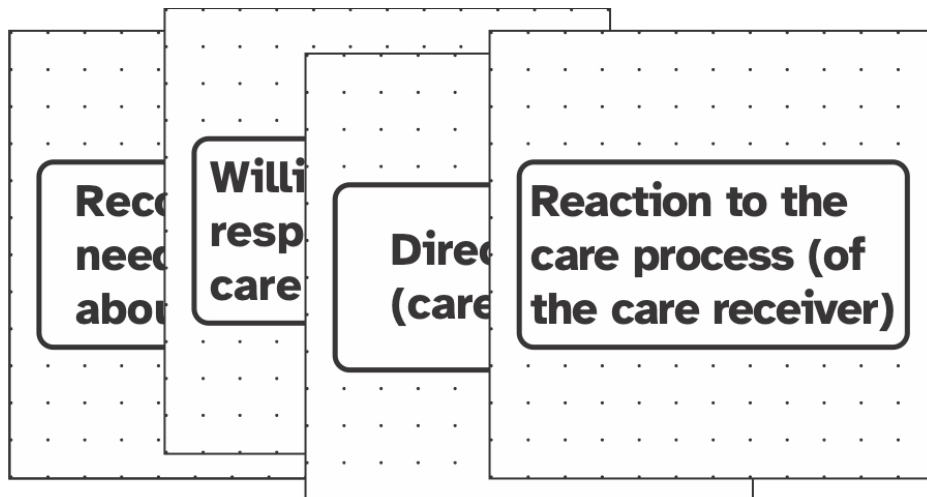 Reco
need
abou
Willi
resp
care
Direc
(care
Reaction to the
care process (of
the care receiver)